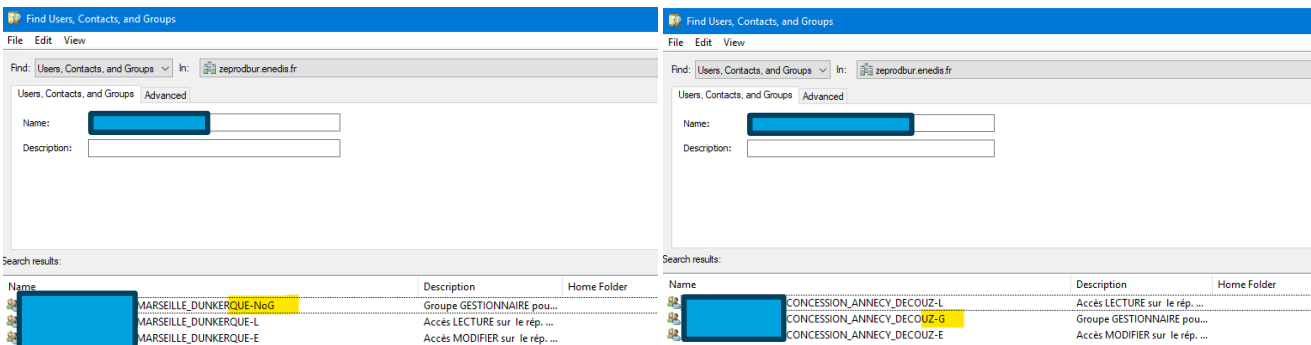 Find Users, Contacts, and Groups
File Edit View
Find: Users, Contacts, and Groups In: zeprodbur.enedis.fr
Users, Contacts, and Groups Advanced
Name:
Description:
Search results:
Name Description Home Folder
MARSEILLE_DUNKERQUE-NoG Groupe GESTIONNAIRE pou...
MARSEILLE_DUNKERQUE-L Accès LECTURE sur le rép. ...
MARSEILLE_DUNKERQUE-E Accès MODIFIER sur le rép. ...
Find Users, Contacts, and Groups
File Edit View
Find: Users, Contacts, and Groups In: zeprodbur.enedis.fr
Users, Contacts, and Groups Advanced
Name:
Description:
Search results:
Name Description Home Folder
CONCESSION_ANNECY_DECOUZ-L Accès LECTURE sur le rép. ...
CONCESSION_ANNECY_DECOUZ-G Groupe GESTIONNAIRE pou...
CONCESSION_ANNECY_DECOUZ-E Accès MODIFIER sur le rép. ...